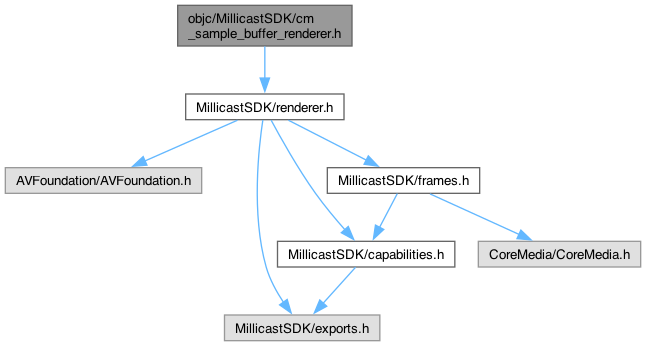 objc/MillicastSDK/cm
_sample_buffer_renderer.h
MillicastSDK/renderer.h
AVFoundation/AVFoundation.h
MillicastSDK/frames.h
MillicastSDK/capabilities.h
CoreMedia/CoreMedia.h
MillicastSDK/exports.h